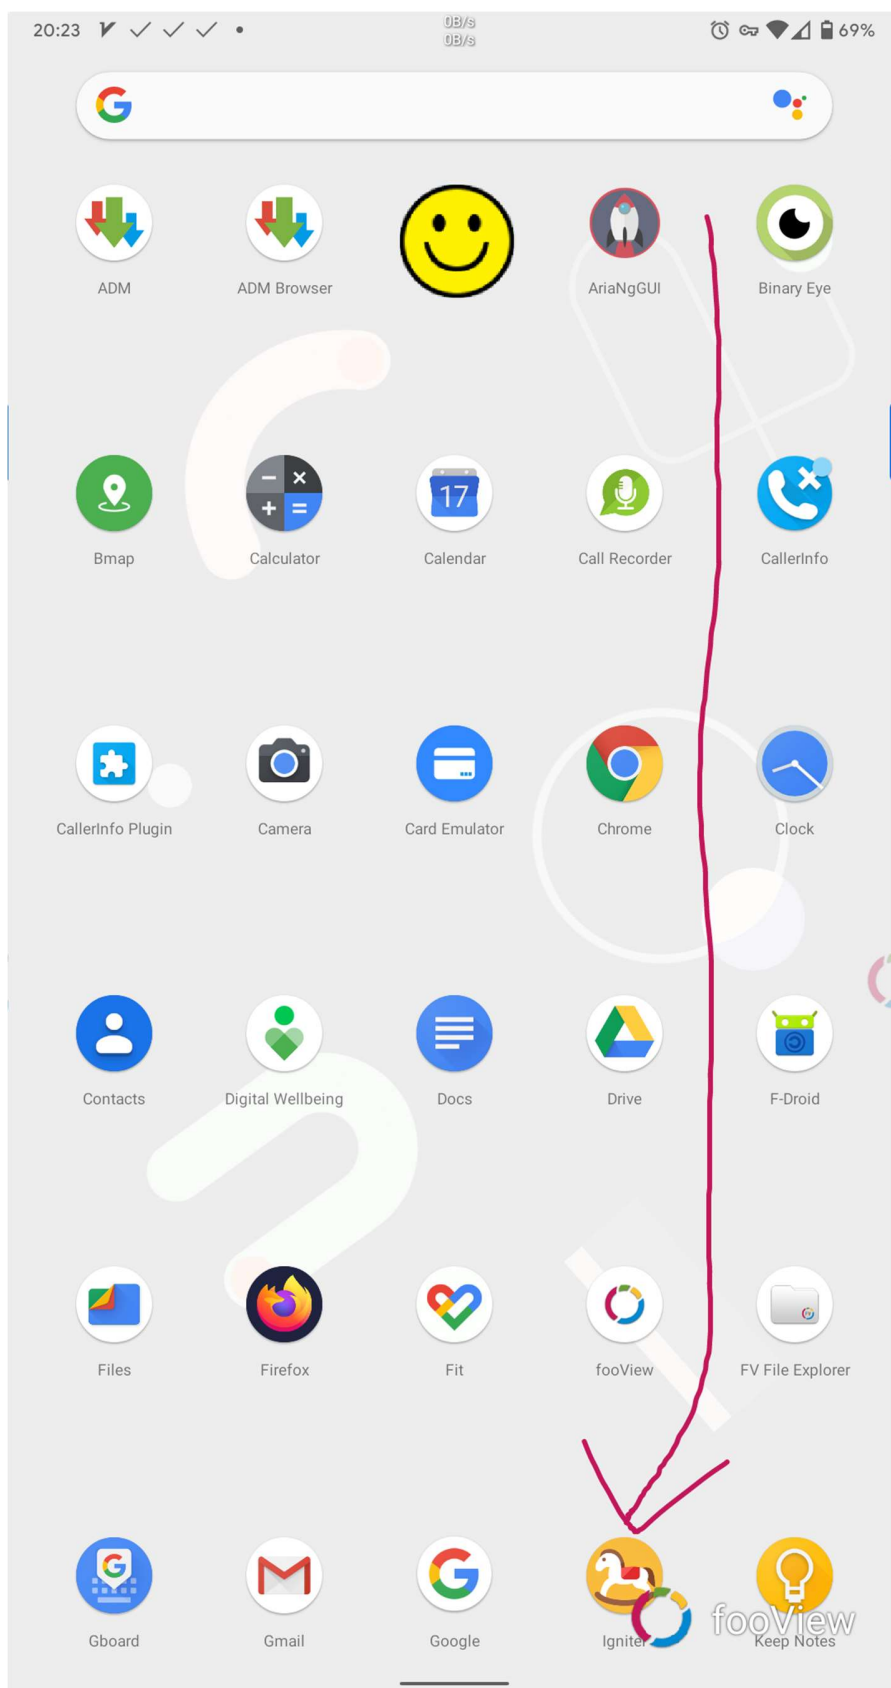 20:23
0B/s
0B/s
69%
ADM
ADM Browser
AriaNgGUI
Binary Eye
Bmap
Calculator
17
Calendar
Call Recorder
CallerInfo
CallerInfo Plugin
Camera
Card Emulator
Chrome
Clock
Contacts
Digital Wellbeing
Docs
Drive
F-Droid
Files
Firefox
Fit
fooView
FV File Explorer
Gboard
Gmail
Google
Igniter
fooView
Keep Notes